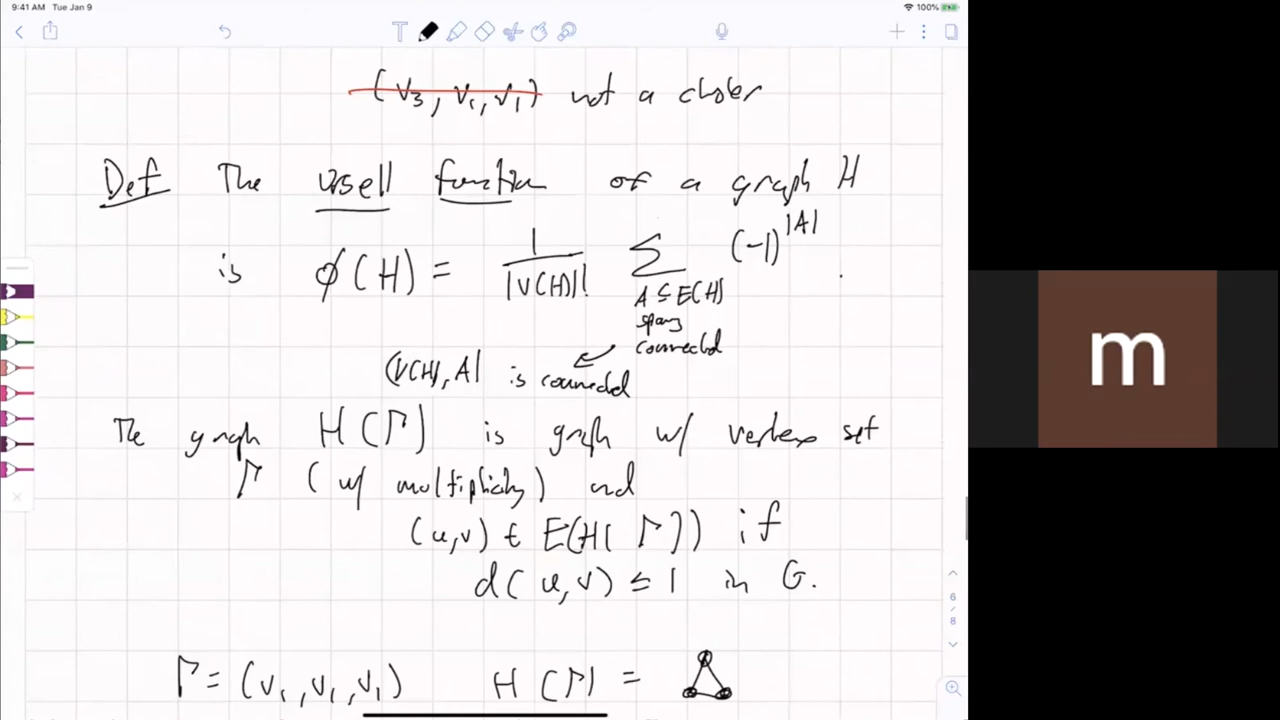 9:41 AM Tue Jan 9
100%
(v₃, v₁, v₁) not a cluster
Def The Ursell function of a graph H
is ϕ(H) = 1/|V(H)|! ∑ (-1)^|A|
A ⊆ E(H)
spans
connected
(V(H), A) is connected
The graph H(Γ) is graph w/ vertex set
Γ (w/ multiplicity) and
(u,v) ∈ E(H(Γ)) if
d(u,v) ≤ 1 in G.
Γ = (v₁, v₁, v₁) H(Γ) =
6
/
8
m